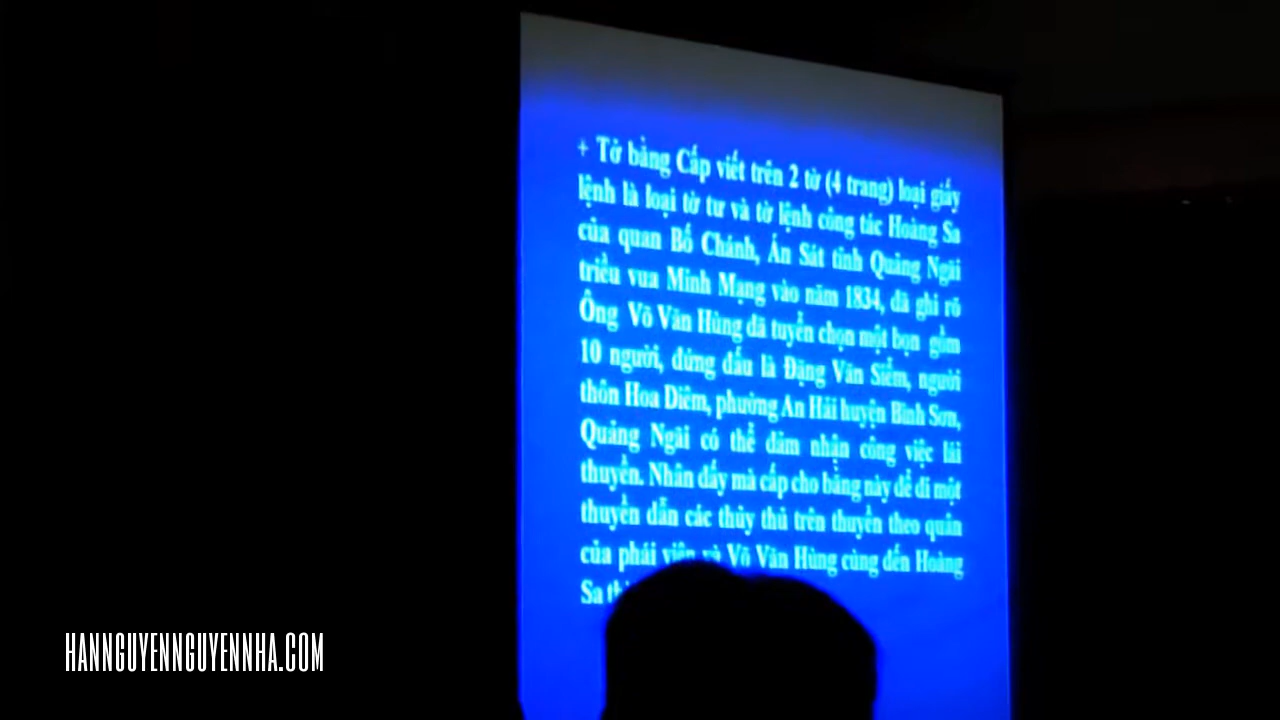 + Tờ bằng Cấp viết trên 2 tờ (4 trang) loại giấy
lệnh là loại tờ tư và tờ lệnh công tác Hoàng Sa
của quan Bố Chánh, Án Sát tỉnh Quảng Ngãi
triều vua Minh Mạng vào năm 1834, đã ghi rõ
Ông Võ Văn Hùng đã tuyển chọn một bọn gồm
10 người, đứng đầu là Đặng Văn Siểm, người
thôn Hoa Diêm, phường An Hải huyện Bình Sơn,
Quảng Ngãi có thể đảm nhận công việc lái
thuyền. Nhân đấy mà cấp cho bằng này để đi một
thuyền dẫn các thủy thủ trên thuyền theo quân
của phái viên và Võ Văn Hùng cùng đến Hoàng
Sa
HANNGUYENNGUYENNHA.COM